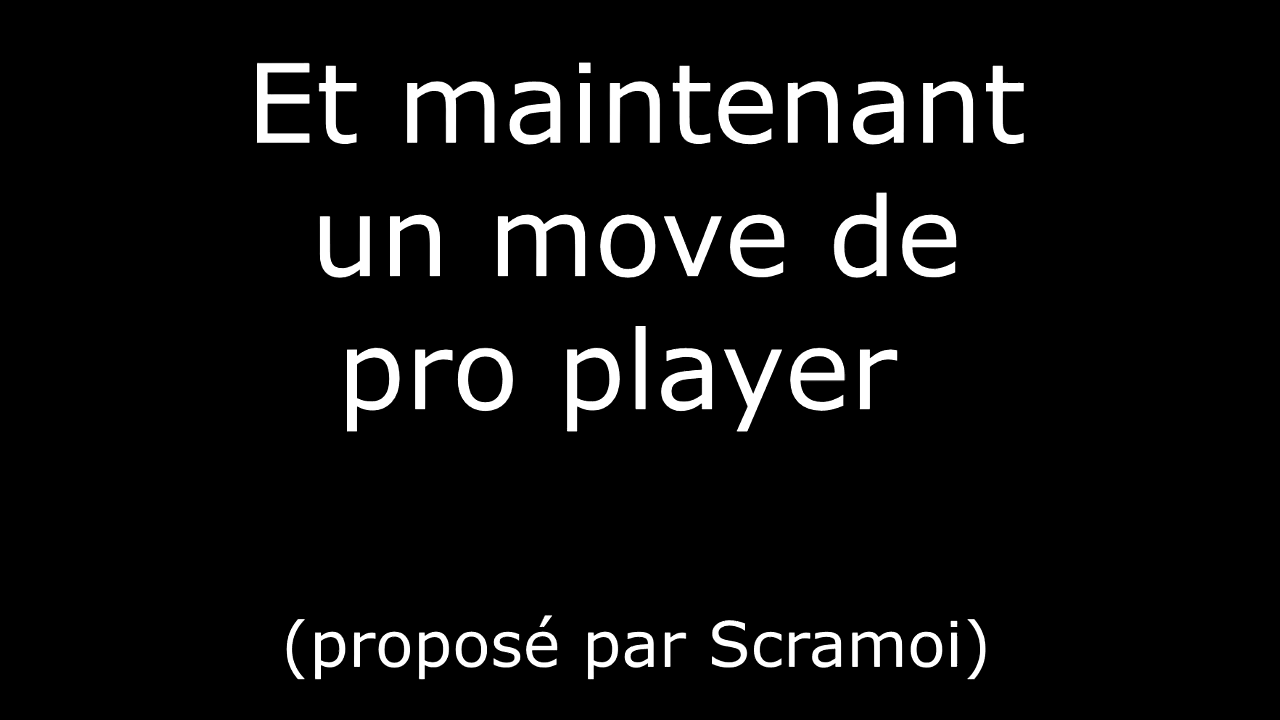 Et maintenant
un move de
pro player
(proposé par Scramoi)